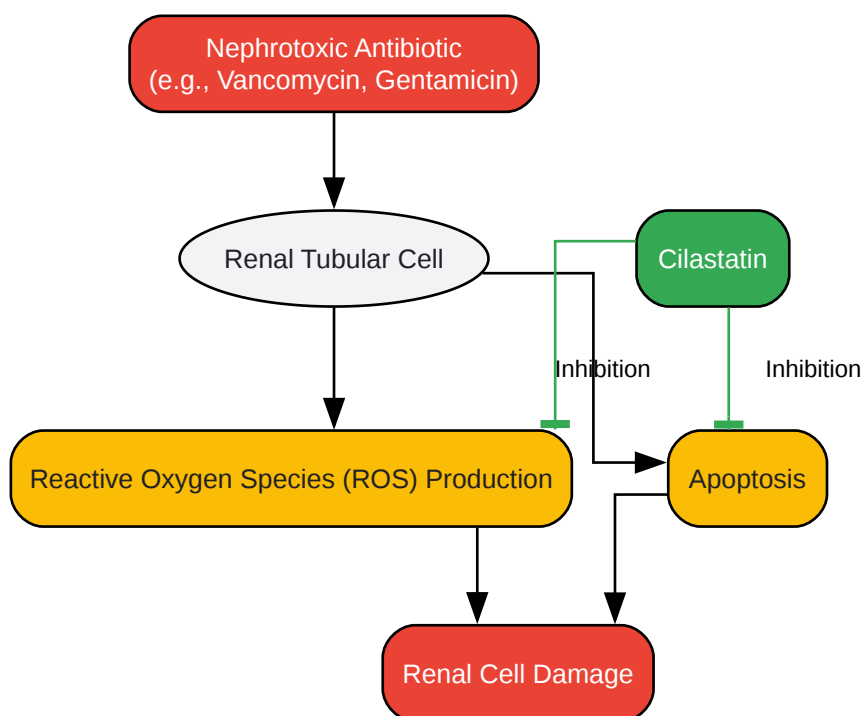 Nephrotoxic Antibiotic
(e.g., Vancomycin, Gentamicin)
Renal Tubular Cell
Cilastatin
Inhibition
Inhibition
Reactive Oxygen Species (ROS) Production
Apoptosis
Renal Cell Damage